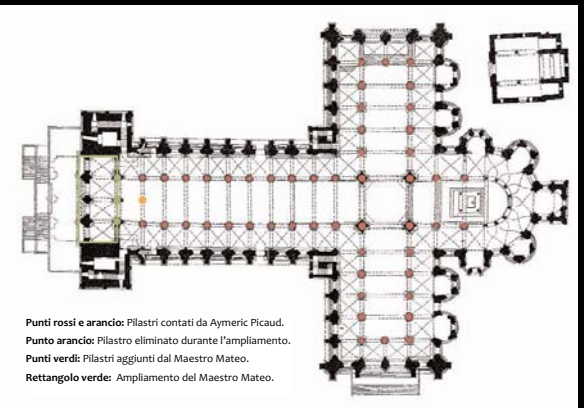 Punti rossi e arancio: Pilastri contati da Aymeric Picaud.
Punto arancio: Pilastro eliminato durante l'ampliamento.
Punti verdi: Pilastri aggiunti dal Maestro Mateo.
Rettangolo verde: Ampliamento del Maestro Mateo.